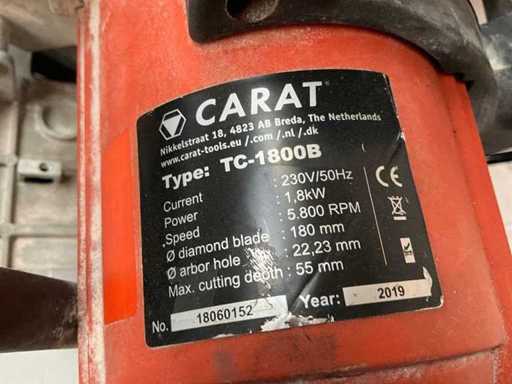 CARAT
Nikkelstraat 18, 4823 AB Breda, The Netherlands
www.carat-tools.eu /.com /.nl /.dk
Type: TC-1800B
Current : 230V/50Hz
Power : 1,8kW
Speed : 5.800 RPM
Ø diamond blade : 180 mm
Ø arbor hole : 22,23 mm
Max. cutting depth : 55 mm
No. 18060152 Year: 2019